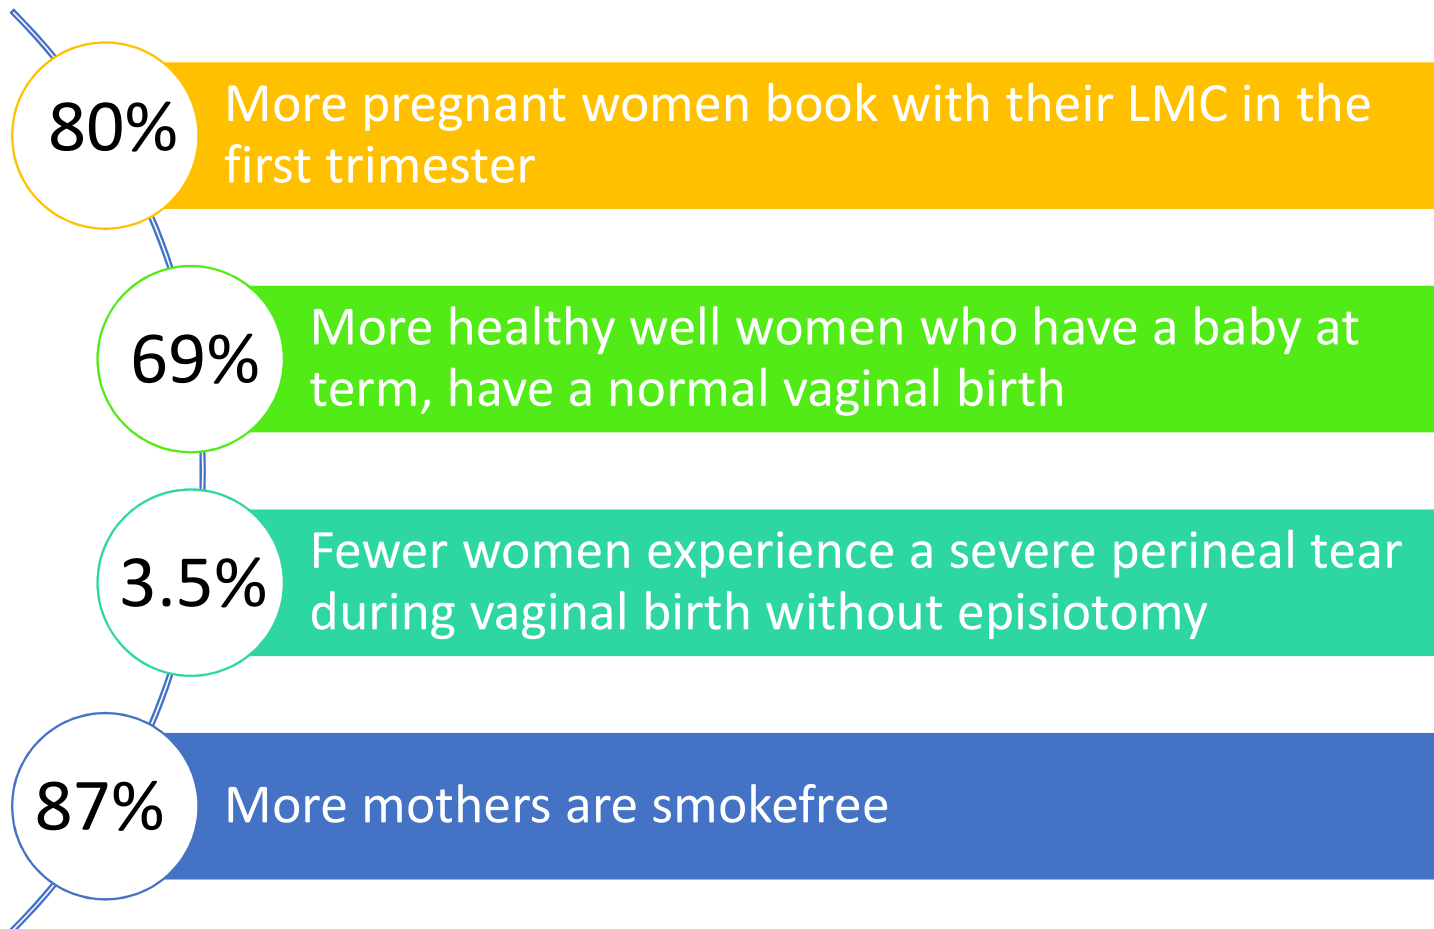 80%
More pregnant women book with their LMC in the
first trimester
69%
More healthy well women who have a baby at
term, have a normal vaginal birth
3.5%
Fewer women experience a severe perineal tear
during vaginal birth without episiotomy
87%
More mothers are smokefree